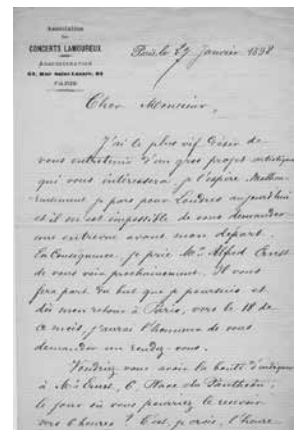 Association
des
CONCERTS LAMOUREUX
ADMINISTRATION
62, Rue Saint-Lazare, 62
PARIS
Paris, le 27 Janvier 1898
Cher Monsieur,
J'ai le plus vif désir de
vous entretenir d'un gros projet artistique
qui vous intéressera, je l'espère. Malheu-
reusement je pars pour Londres aujourd'hui
et il m'est impossible de vous demander
une entrevue avant mon départ.
En conséquence, je prie Mr. Alfred Ernst
de vous voir prochainement. Il vous
fera part du but que je poursuis et
dès mon retour à Paris, vers le 18 de
ce mois, j'aurai l'honneur de vous
demander un rendez-vous.
Voudriez-vous avoir la bonté d'indiquer
à Mr. Ernst, 6, Place du Panthéon,
le jour où vous pourriez le recevoir
vers 6 heures ? C'est, je crois, l'heure